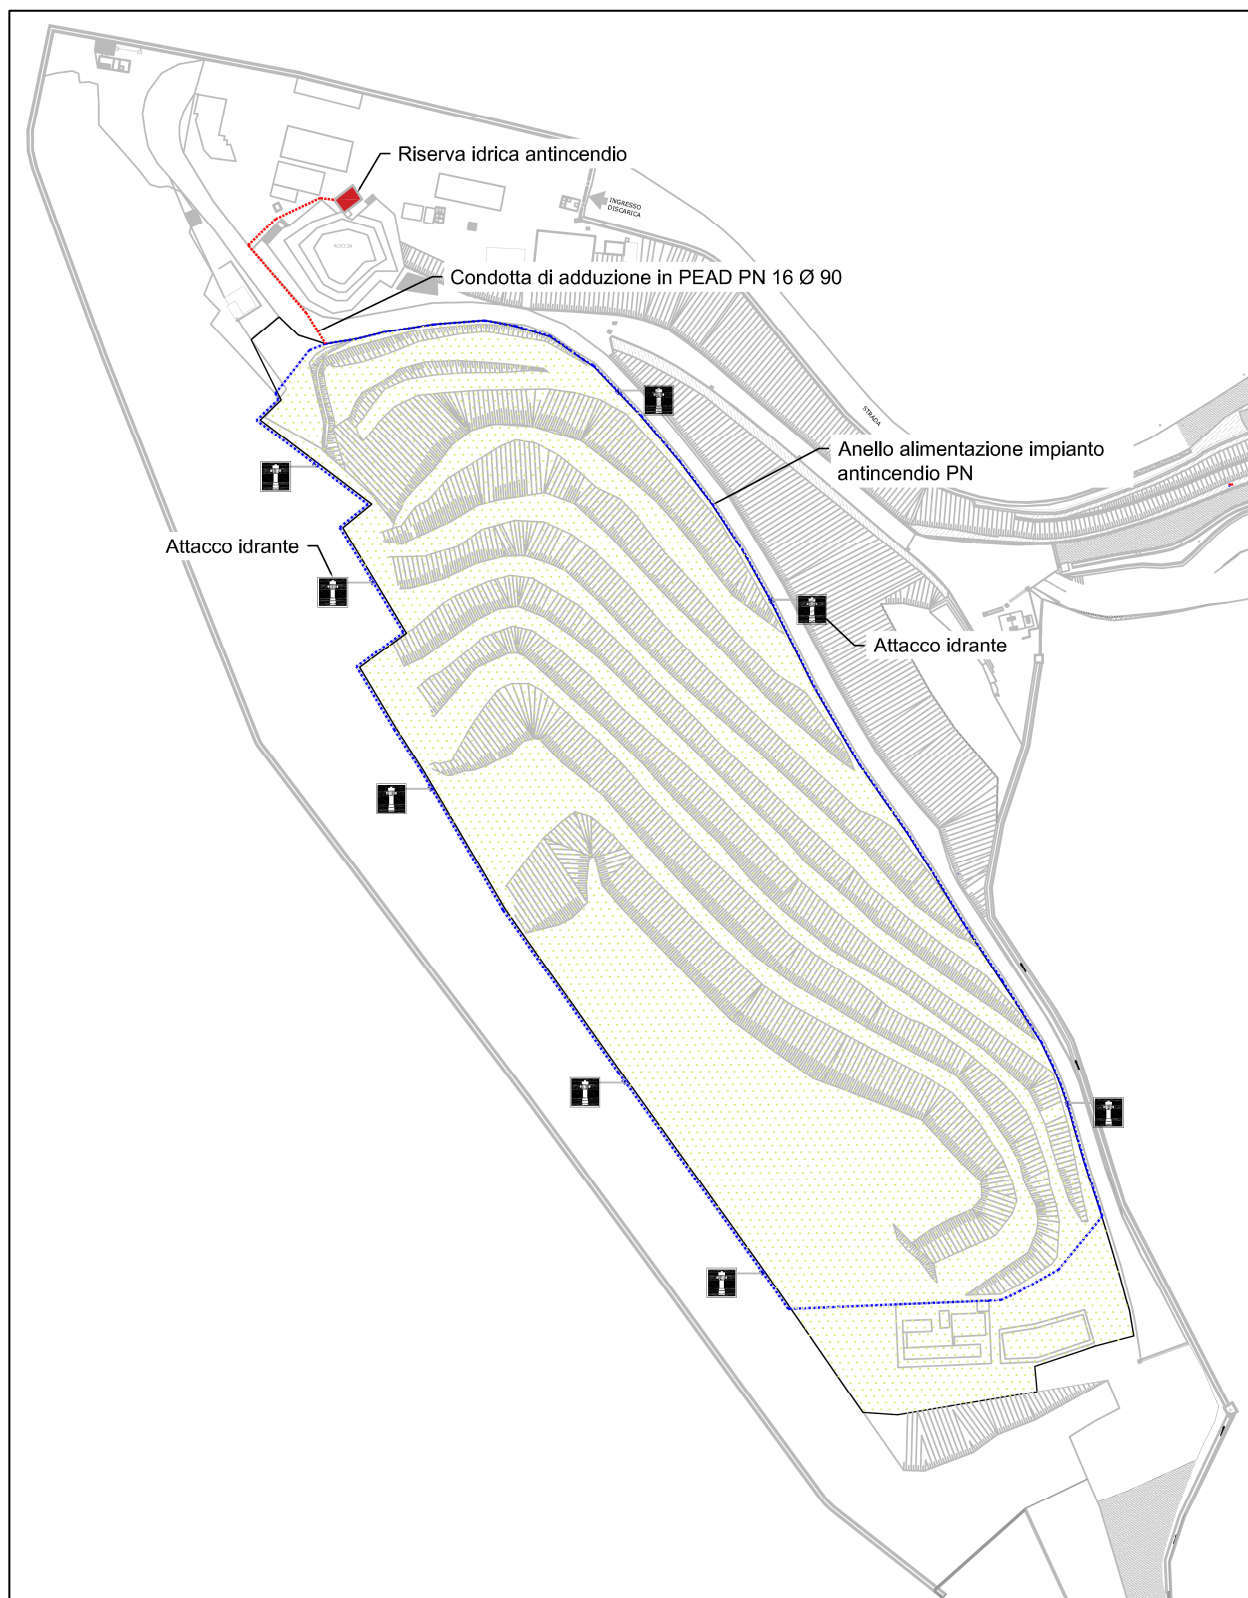 Riserva idrica antincendio
INGRESSO
DISCARICA
ROCCIA
Condotta di adduzione in PEAD PN 16 Ø 90
STRADA
Anello alimentazione impianto
antincendio PN
Attacco idrante
Attacco idrante